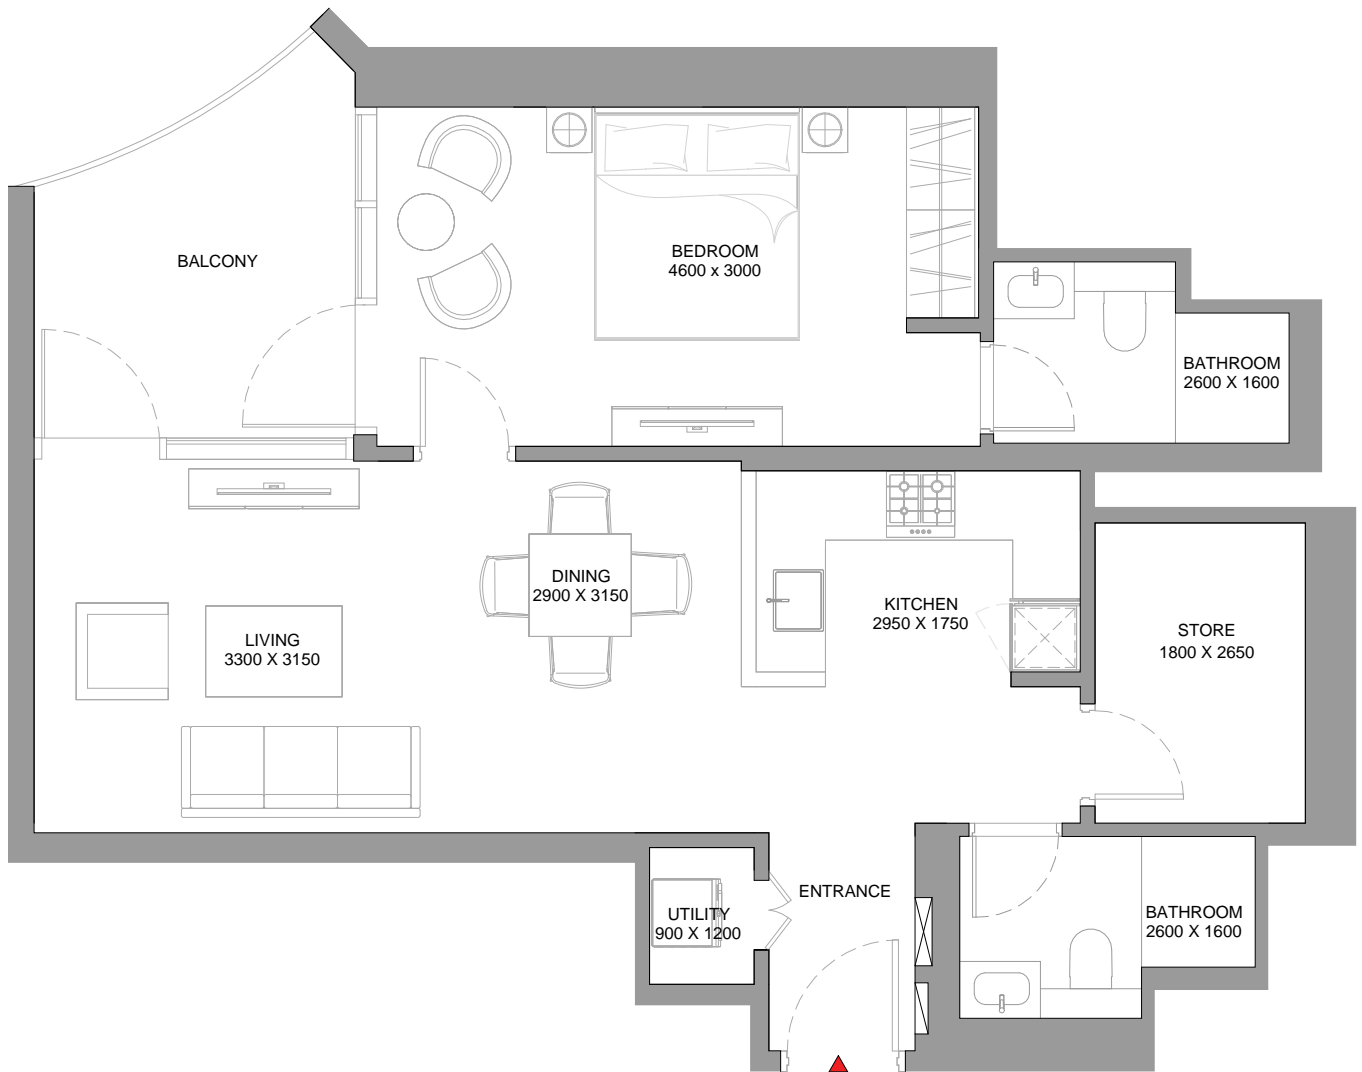 BALCONY
BEDROOM
4600 x 3000
BATHROOM
2600 X 1600
DINING
2900 X 3150
KITCHEN
2950 X 1750
LIVING
3300 X 3150
STORE
1800 X 2650
ENTRANCE
UTILITY
900 X 1200
BATHROOM
2600 X 1600